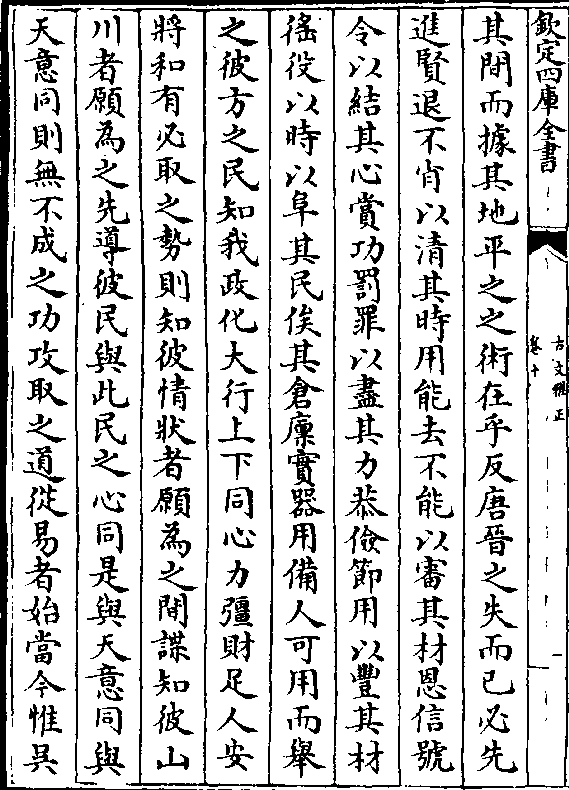 欽定四庫全書
古文雅正
卷十
其間而據其地平之之術在乎反唐晉之失而已必先
進賢退不肖以清其時用能去不能以審其材恩信號
令以結其心賞功罰罪以盡其力恭儉節用以豐其材
徭役以時以阜其民俟其倉廩實器用備人可用而舉
之彼方之民知我政化大行上下同心力彊財足人安
將和有必取之勢則知彼情狀者願為之間諜知彼山
川者願為之先導彼民與此民之心同是與天意同與
天意同則無不成之功攻取之道從易者始當今惟吳